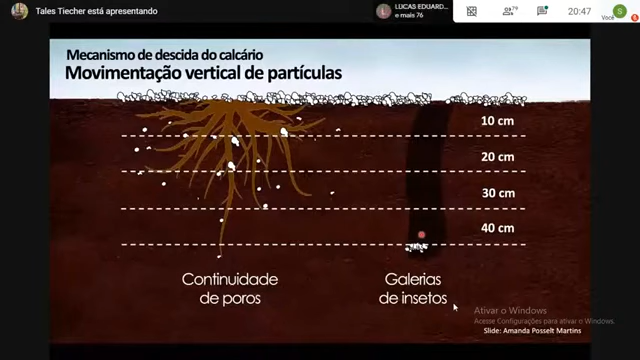 Tales Tiecher está apresentando
LUCAS EDUARD...
e mais 76
79
20:47
S
Você
Mecanismo de descida do calcário
Movimentação vertical de partículas
10 cm
20 cm
30 cm
40 cm
Continuidade
de poros
Galerias
de insetos
Ativar o Windows
Acesse Configurações para ativar o Windows.
Slide: Amanda Posselt Martins